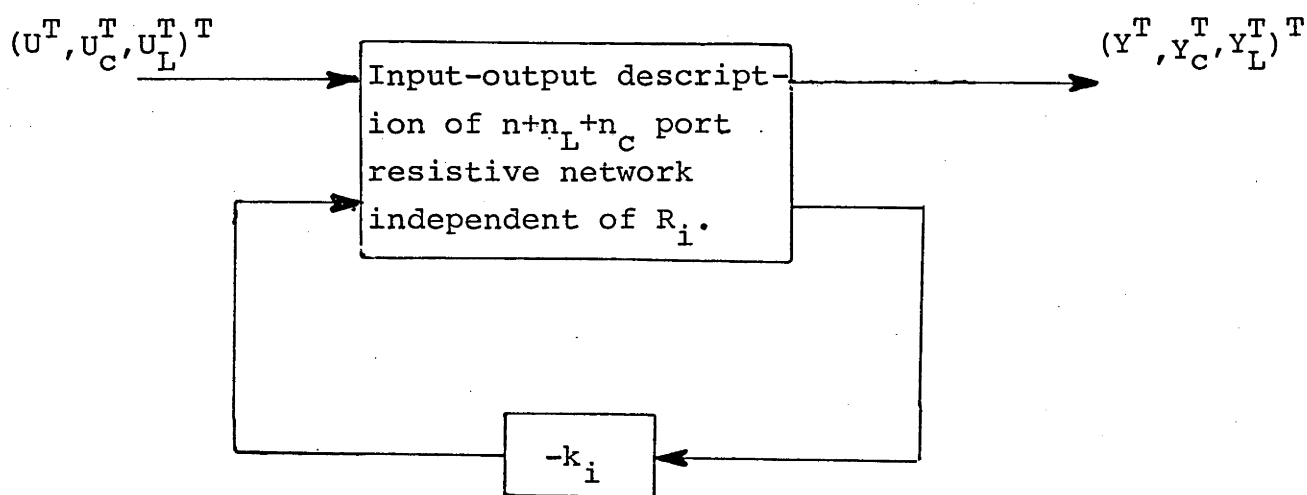 (U^T,U_c^T,U_L^T)^T
(Y^T,Y_c^T,Y_L^T)^T
Input-output descript-
ion of n+n_L+n_c port
resistive network
independent of R_i.
-k_i